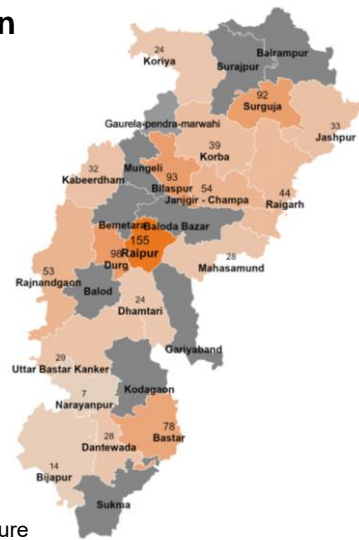 n
24
Koriya
Balrampur
Surajpur
92
Surguja
33
Jashpur
Gaurela-pendra-marwahi
39
Korba
32
Kabeerdham
Mungeli
93
Bilaspur
54
Janjgir - Champa
44
Raigarh
Bemetara
Baloda Bazar
155
Raipur
98
Durg
28
Mahasamund
53
Rajnandgaon
Balod
24
Dhamtari
Gariyaband
29
Uttar Bastar Kanker
7
Narayanpur
Kodagaon
78
Bastar
28
Dantewada
14
Bijapur
Sukma
ure